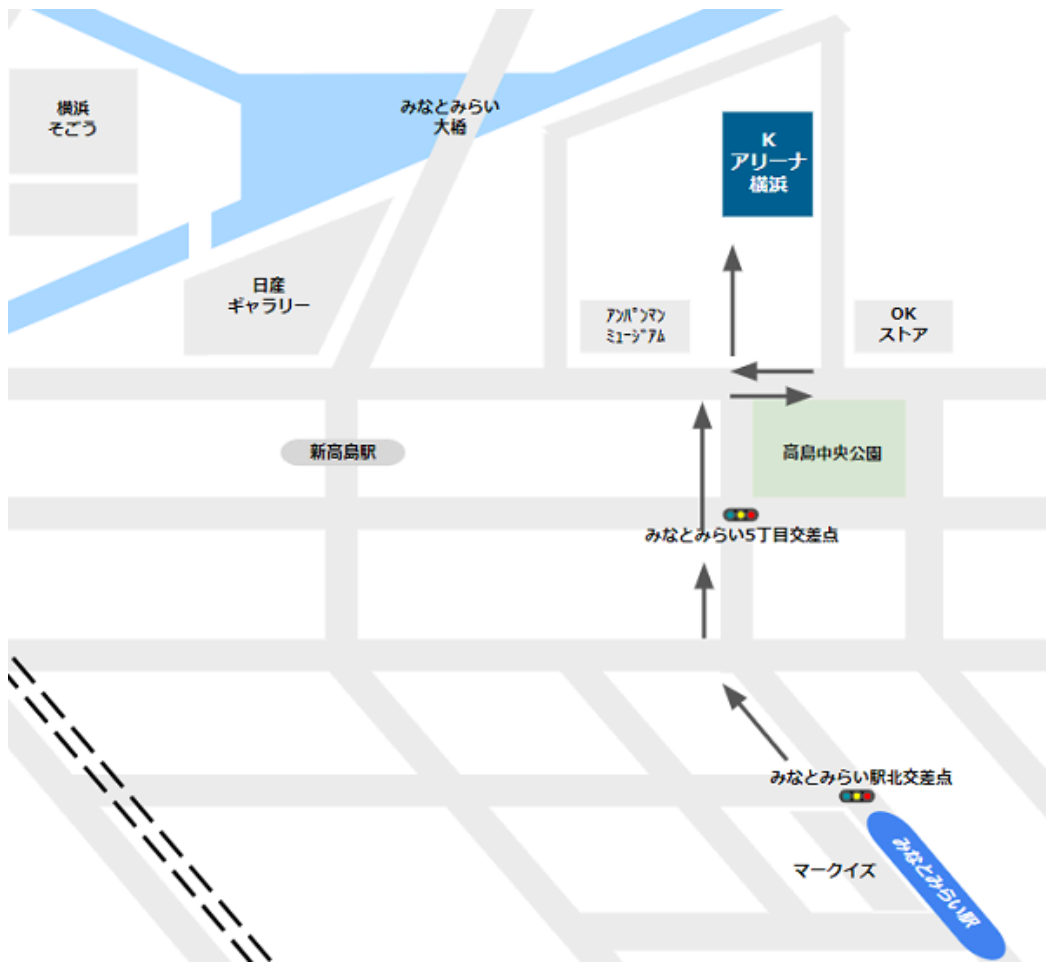 横浜
そごう
みなとみらい
大橋
K
アリーナ
横浜
日産
ギャラリー
ｱﾝﾊﾟﾝﾏﾝ
ﾐｭｰｼﾞｱﾑ
OK
ストア
新高島駅
高島中央公園
みなとみらい5丁目交差点
みなとみらい駅北交差点
マークイズ
みなとみらい駅